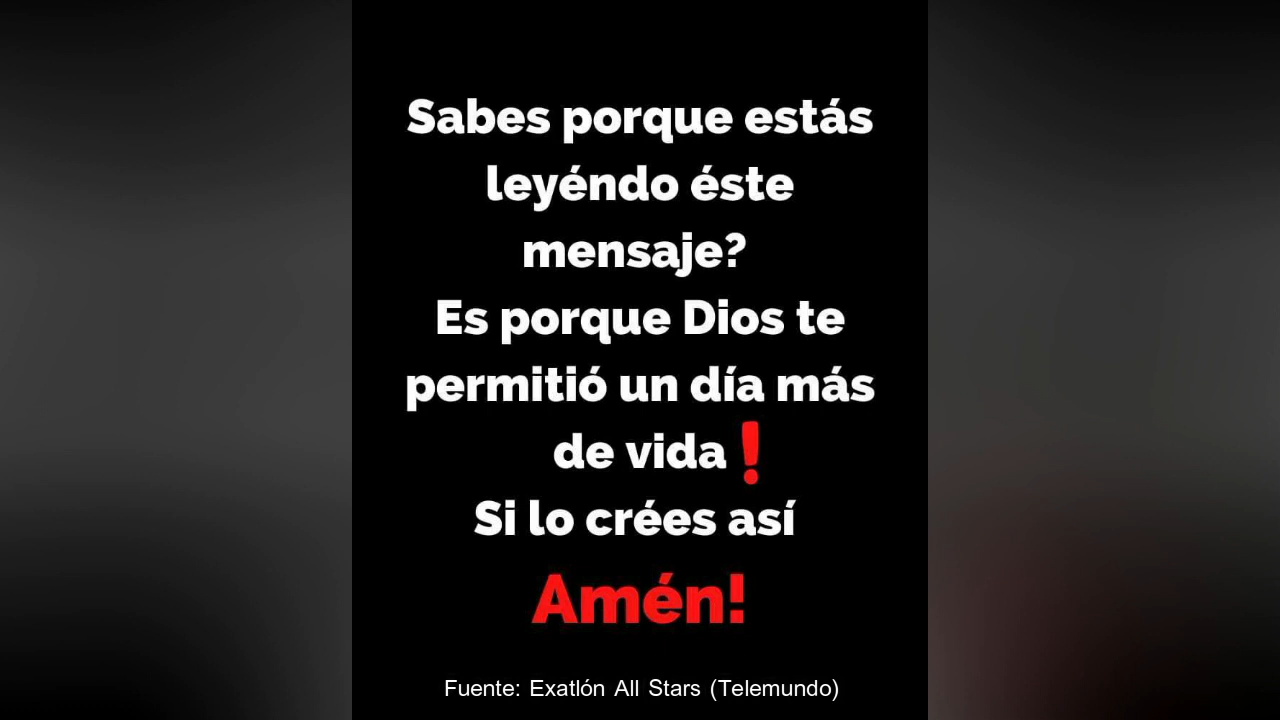 Sabes porque estás
leyéndo éste
mensaje?
Es porque Dios te
permitió un día más
de vida❗
Si lo crées así
Amén!
Fuente: Exatlón All Stars (Telemundo)